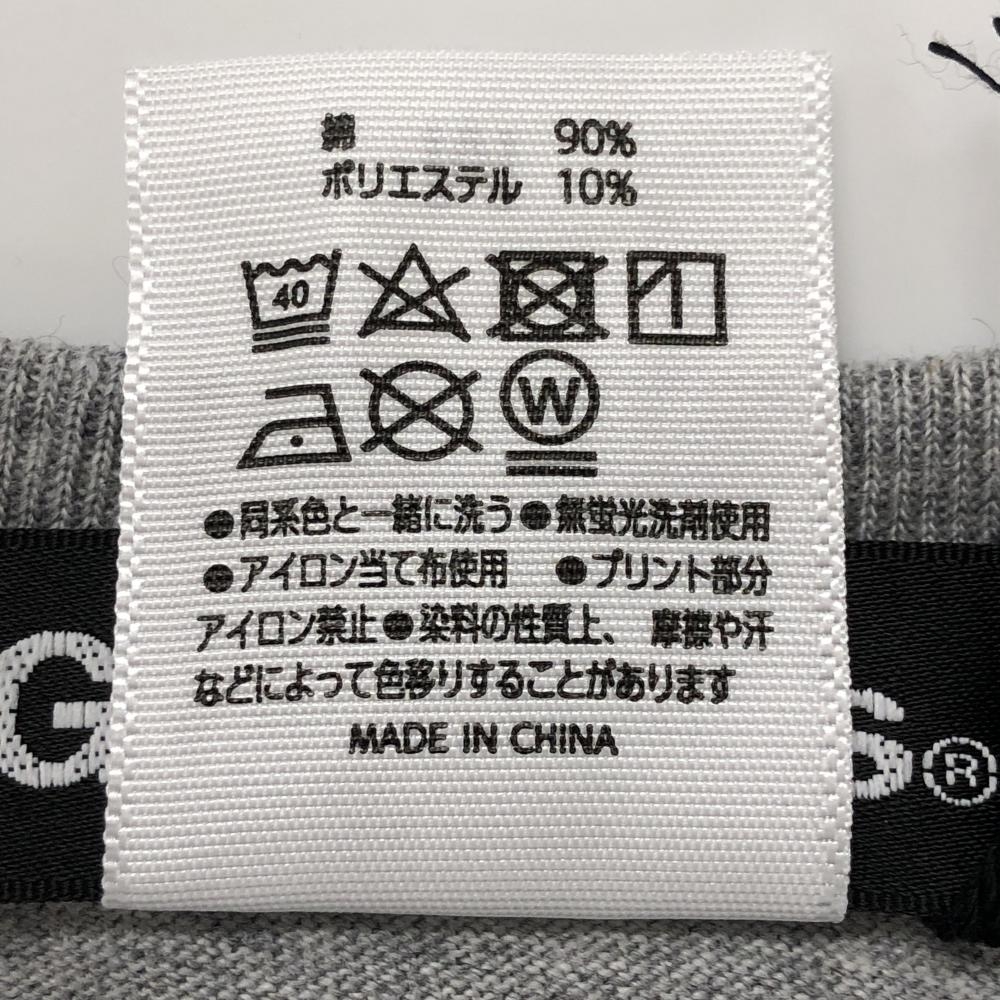 綿 90%
ポリエステル 10%
40
W
●同系色と一緒に洗う●無蛍光洗剤使用
●アイロン当て布使用 ●プリント部分
アイロン禁止●染料の性質上、摩擦や汗
などによって色移りすることがあります
MADE IN CHINA
G S®